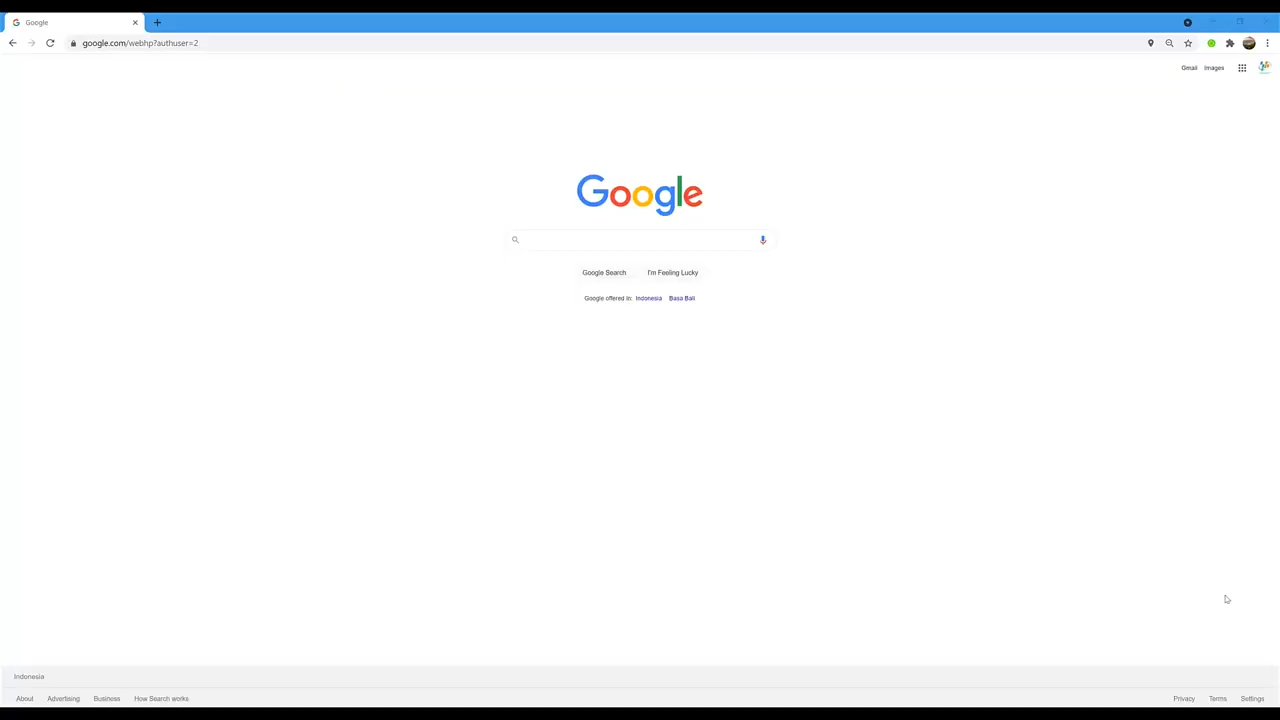 Google
google.com/webhp?authuser=2
Gmail Images
Google
Google Search I'm Feeling Lucky
Google offered in: Indonesia Basa Bali
Indonesia
About Advertising Business How Search works Privacy Terms Settings